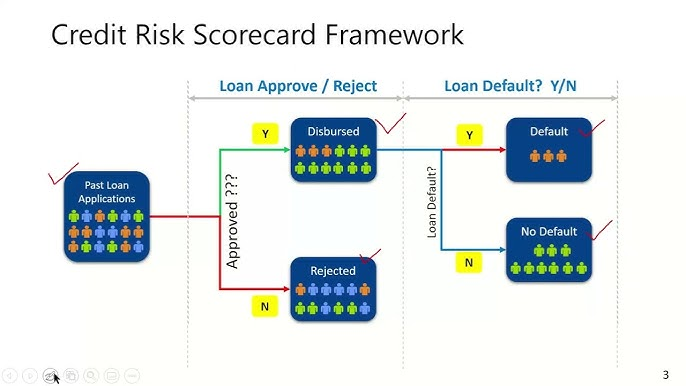 Credit Risk Scorecard Framework
Loan Approve / Reject
Loan Default? Y/N
Past Loan
Applications
Approved ???
Y
N
Disbursed
Rejected
Loan Default?
Y
N
Default
No Default
3